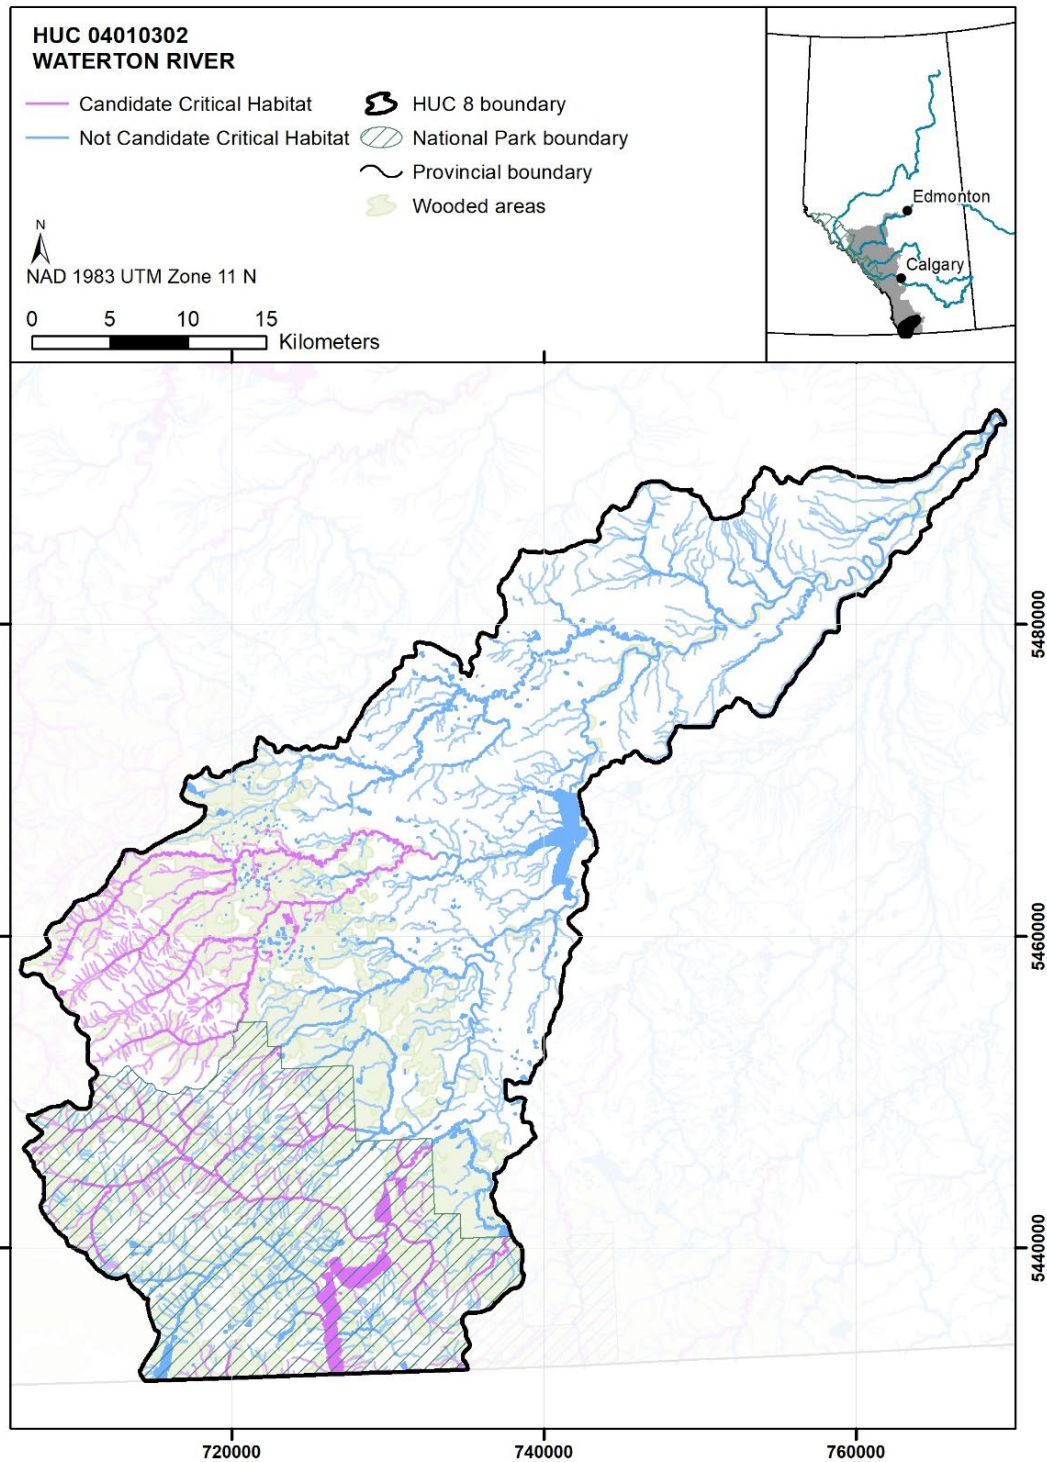 HUC 04010302
WATERTON RIVER
Candidate Critical Habitat
Not Candidate Critical Habitat
HUC 8 boundary
National Park boundary
Provincial boundary
Wooded areas
N
NAD 1983 UTM Zone 11 N
0 5 10 15
Kilometers
Edmonton
Calgary
5480000
5460000
5440000
720000 740000 760000